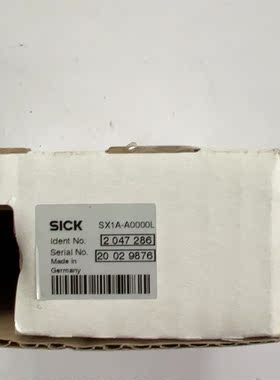 SICK SX1A-A0000L
Ident No. 2 047 286
Serial No. 20 02 9876
Made in
Germany